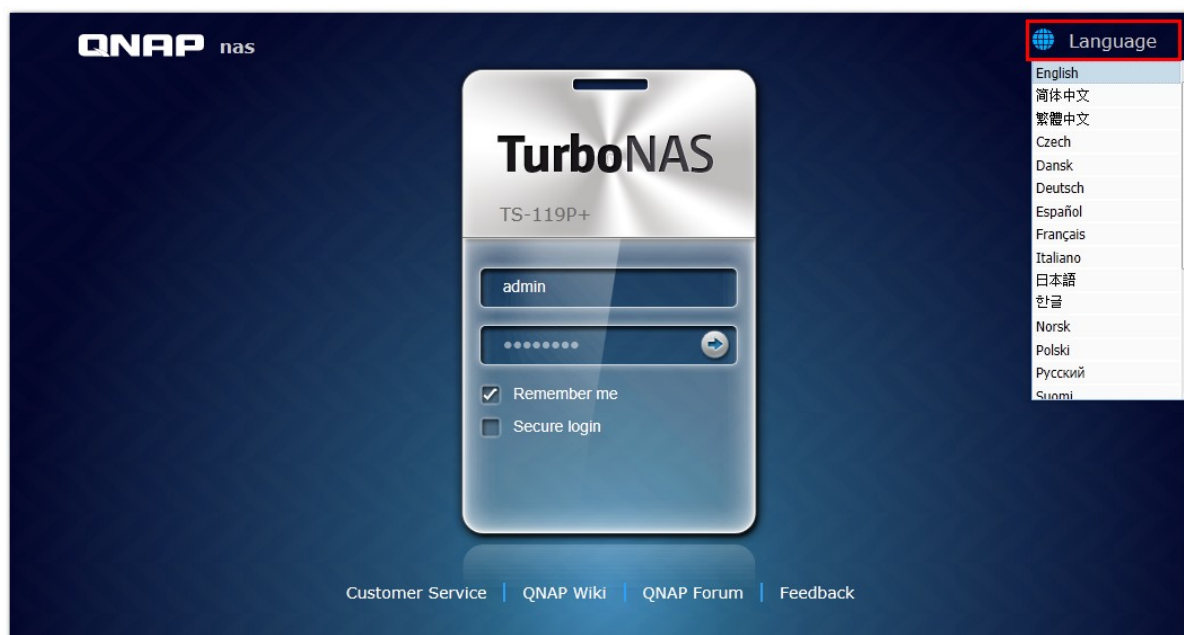 QNAP nas
Language
English
简体中文
繁體中文
Czech
Dansk
Deutsch
Español
Français
Italiano
日本語
한글
Norsk
Polski
Русский
Suomi
TurboNAS
TS-119P+
admin
Remember me
Secure login
Customer Service | QNAP Wiki | QNAP Forum | Feedback